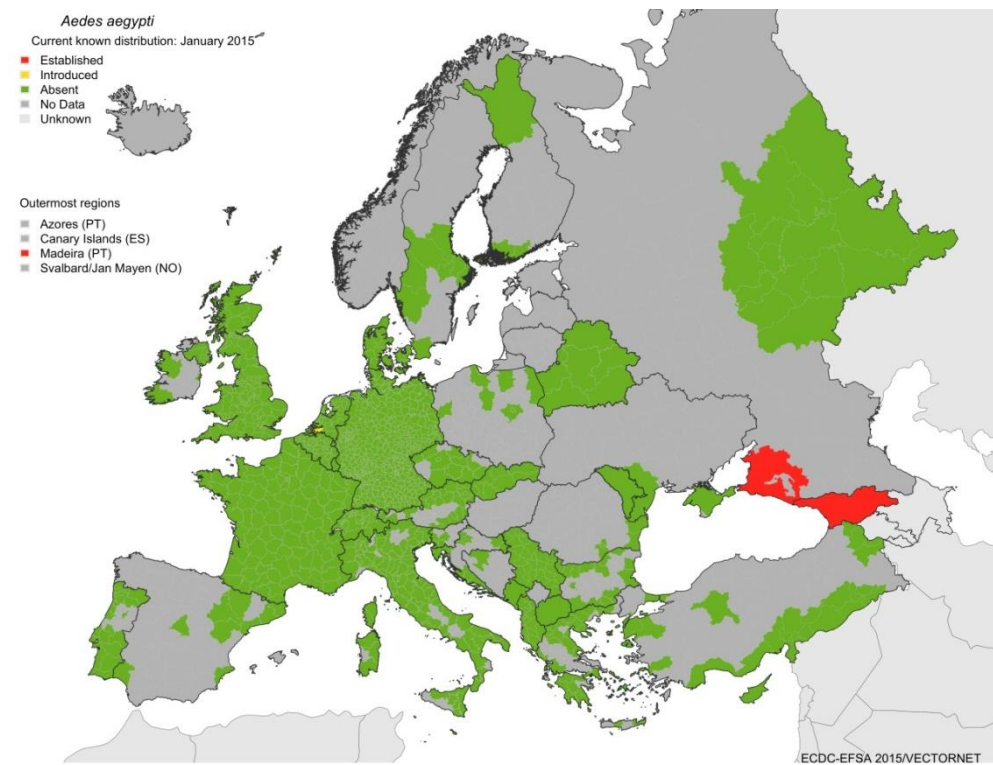 Aedes aegypti
Current known distribution: January 2015
Established
Introduced
Absent
No Data
Unknown
Outermost regions
Azores (PT)
Canary Islands (ES)
Madeira (PT)
Svalbard/Jan Mayen (NO)
ECDC-EFSA 2015/VECTORNET